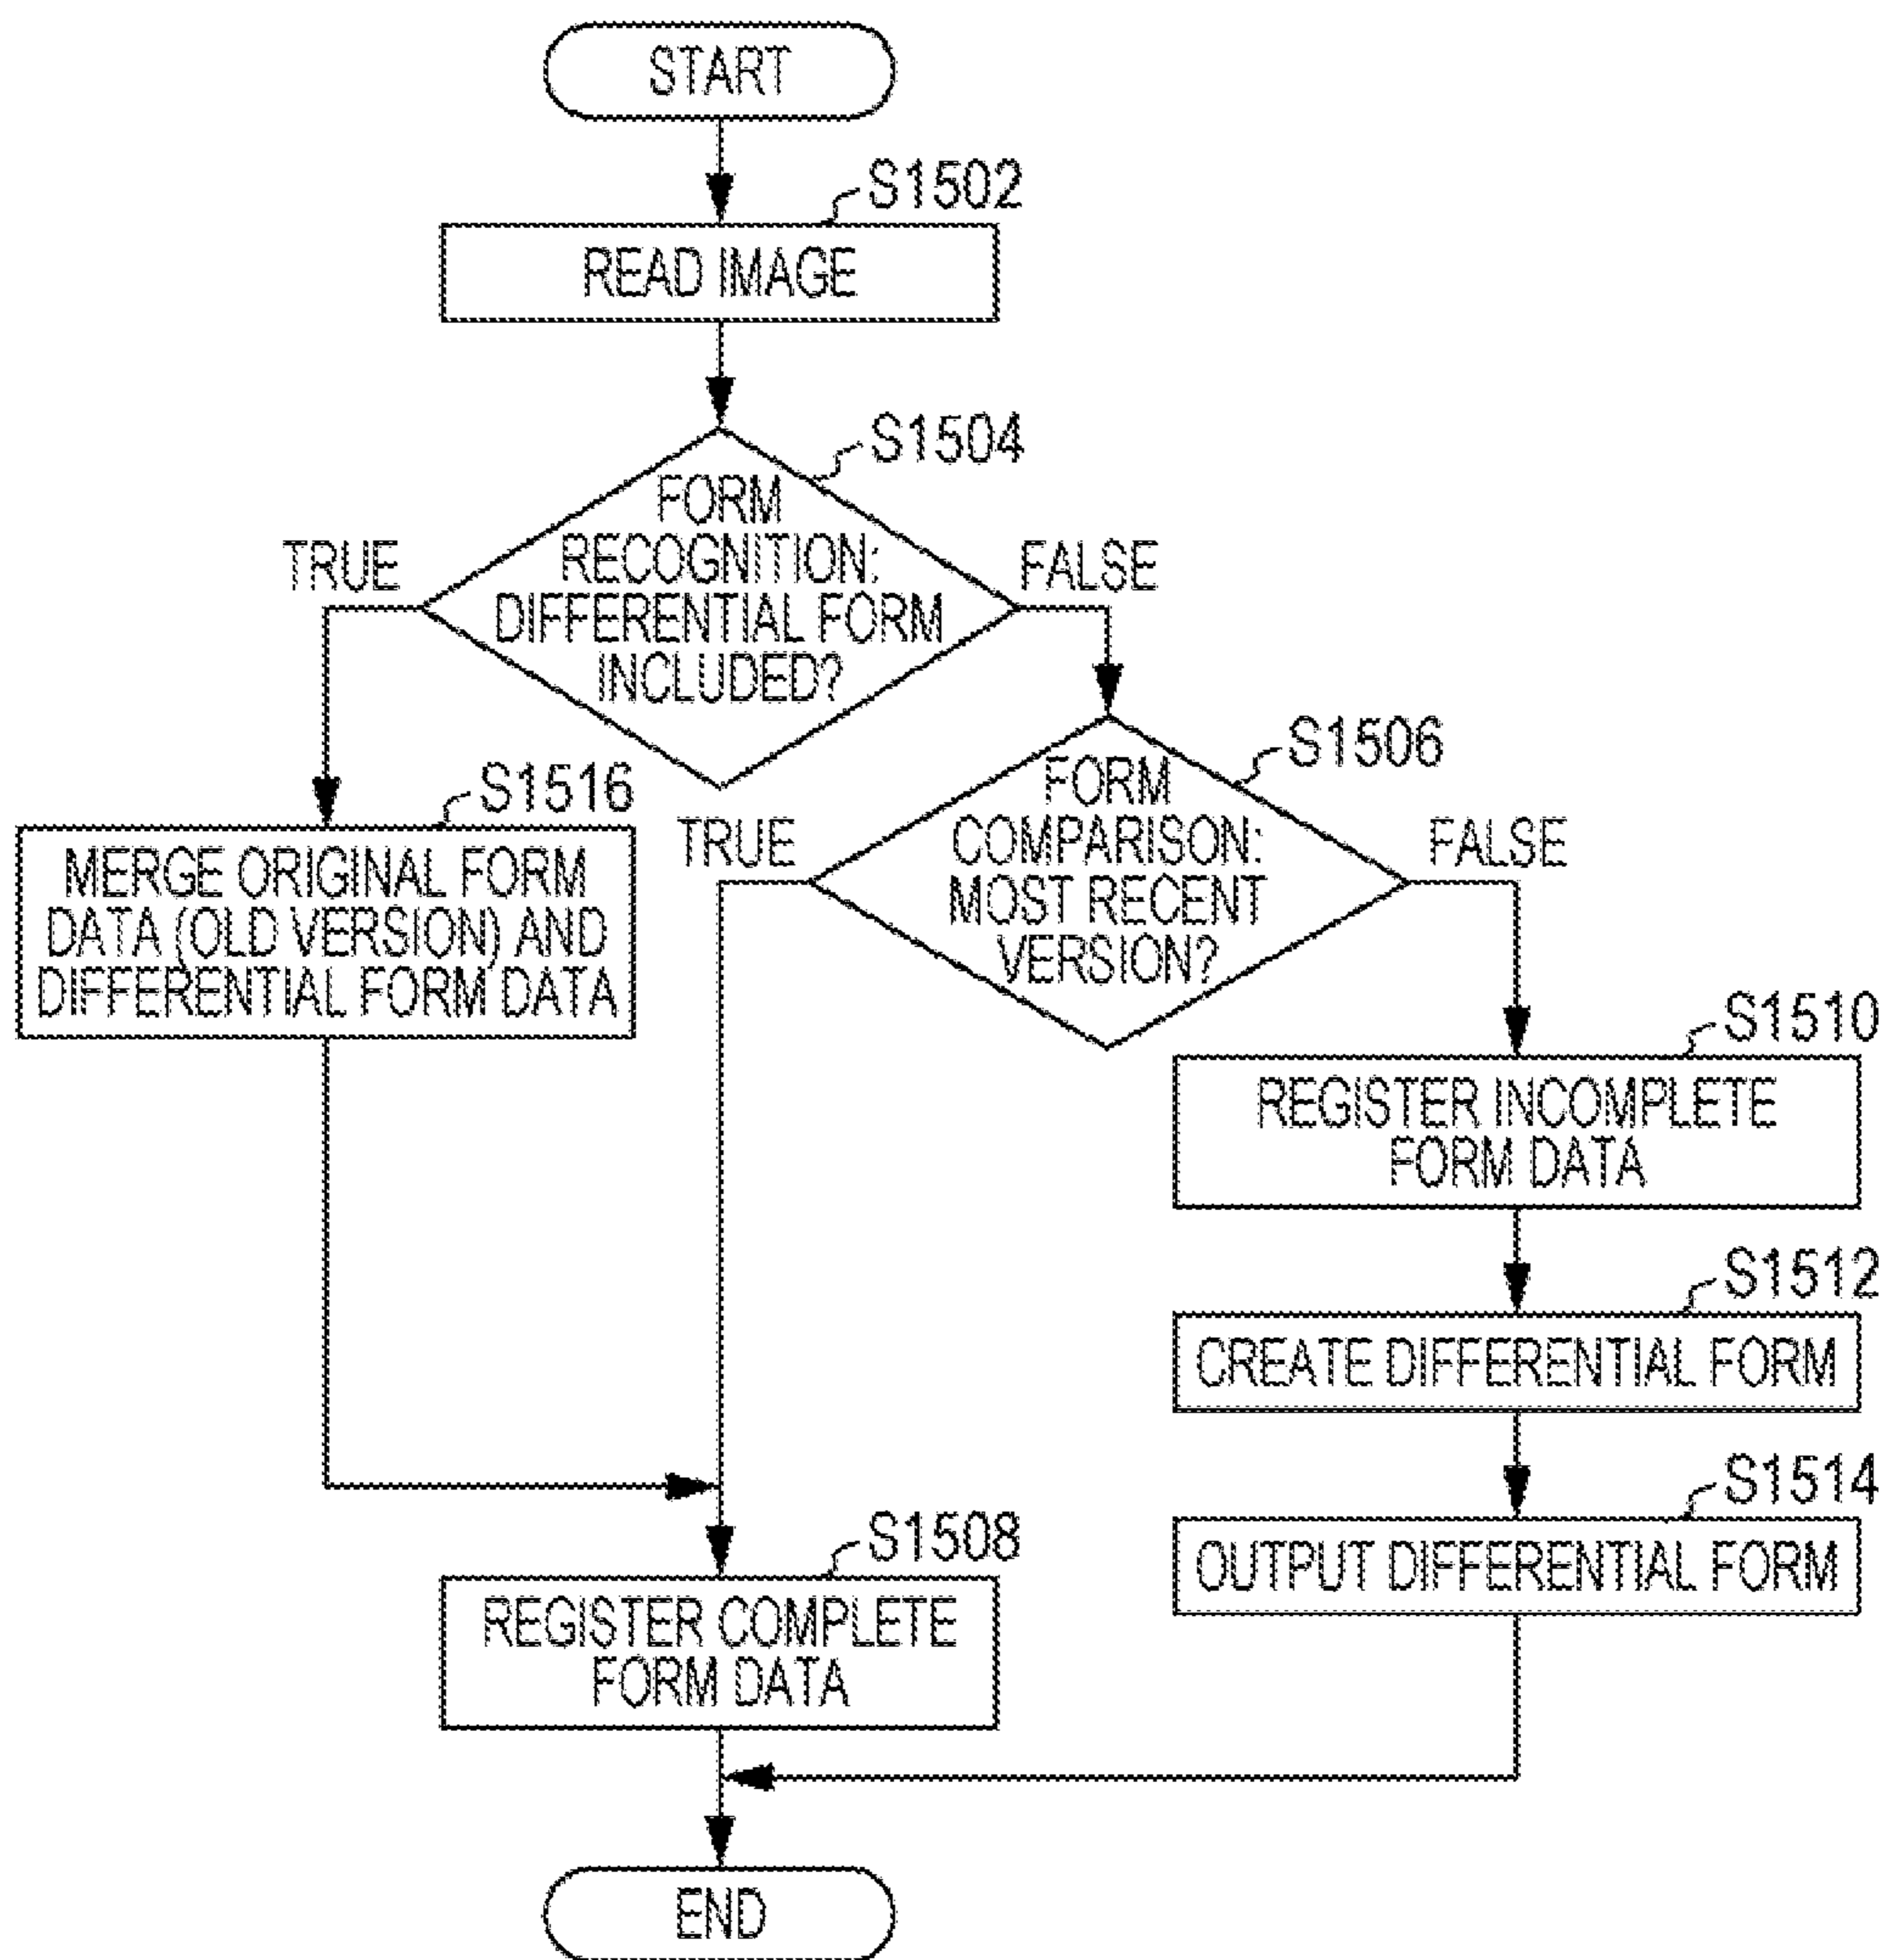 START
S1502
READ IMAGE
S1504
FORM
RECOGNITION:
DIFFERENTIAL FORM
INCLUDED?
TRUE
FALSE
S1506
FORM
COMPARISON:
MOST RECENT
VERSION?
TRUE
FALSE
S1516
MERGE ORIGINAL FORM
DATA (OLD VERSION) AND
DIFFERENTIAL FORM DATA
S1510
REGISTER INCOMPLETE
FORM DATA
S1512
CREATE DIFFERENTIAL FORM
S1514
OUTPUT DIFFERENTIAL FORM
S1508
REGISTER COMPLETE
FORM DATA
END